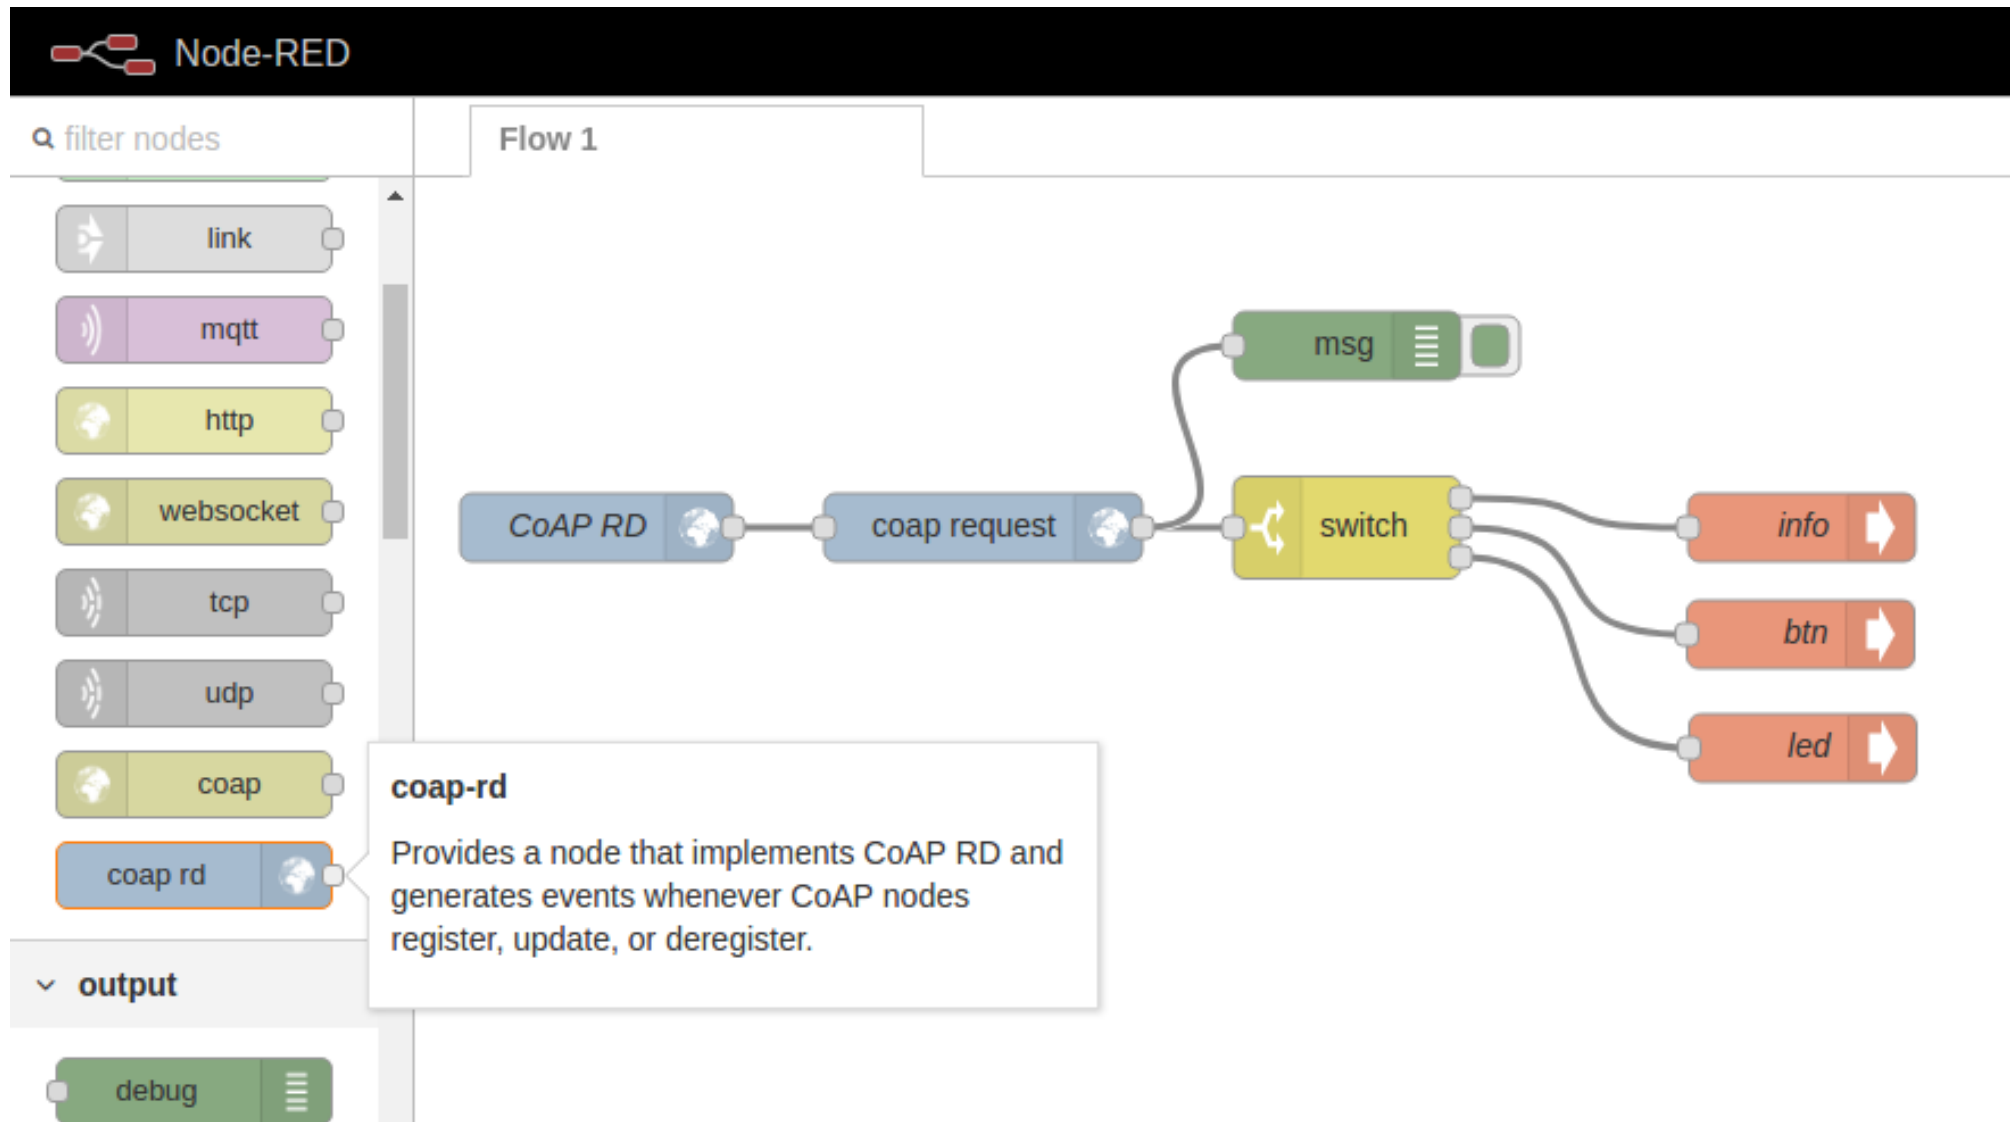 Node-RED
filter nodes
Flow 1
link
mqtt
http
websocket
tcp
udp
coap
coap rd
output
debug
CoAP RD
coap request
msg
switch
info
btn
led
coap-rd
Provides a node that implements CoAP RD and
generates events whenever CoAP nodes
register, update, or deregister.